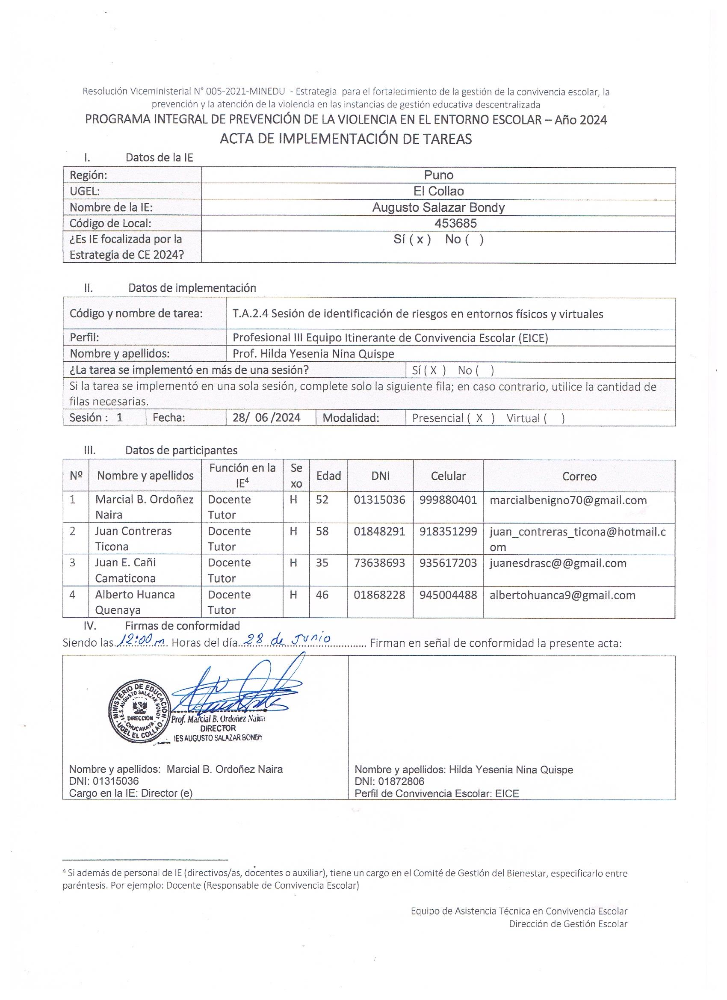 Resolución Viceministerial N° 005-2021-MINEDU - Estrategia para el fortalecimiento de la gestión de la convivencia escolar, la
prevención y la atención de la violencia en las instancias de gestión educativa descentralizada
PROGRAMA INTEGRAL DE PREVENCIÓN DE LA VIOLENCIA EN EL ENTORNO ESCOLAR – Año 2024
ACTA DE IMPLEMENTACIÓN DE TAREAS
I. Datos de la IE
Región: Puno
UGEL: El Collao
Nombre de la IE: Augusto Salazar Bondy
Código de Local: 453685
¿Es IE focalizada por la Sí ( x ) No ( )
Estrategia de CE 2024?
II. Datos de implementación
Código y nombre de tarea: T.A.2.4 Sesión de identificación de riesgos en entornos físicos y virtuales
Perfil: Profesional III Equipo Itinerante de Convivencia Escolar (EICE)
Nombre y apellidos: Prof. Hilda Yesenia Nina Quispe
¿La tarea se implementó en más de una sesión? Sí ( X ) No ( )
Si la tarea se implementó en una sola sesión, complete solo la siguiente fila; en caso contrario, utilice la cantidad de
filas necesarias.
Sesión : 1 Fecha: 28/ 06 /2024 Modalidad: Presencial ( X ) Virtual ( )
III. Datos de participantes
Nº Nombre y apellidos Función en la IE4 Sexo Edad DNI Celular Correo
1 Marcial B. Ordoñez Docente H 52 01315036 999880401 marcialbenigno70@gmail.com
Naira Tutor
2 Juan Contreras Docente H 58 01848291 918351299 juan_contreras_ticona@hotmail.c
Ticona Tutor om
3 Juan E. Cañi Docente H 35 73638693 935617203 juanesdrasc@@gmail.com
Camaticona Tutor
4 Alberto Huanca Docente H 46 01868228 945004488 albertohuanca9@gmail.com
Quenaya Tutor
IV. Firmas de conformidad
Siendo las 12:00 m. Horas del día 28 de Junio Firman en señal de conformidad la presente acta:
MINISTERIO DE EDUCACIÓN
I.E.S. AUGUSTO SALAZAR BONDY
DIRECCIÓN
CHUCARAYA
UGEL EL COLLAO
Prof. Marcial B. Ordoñez Naira
DIRECTOR
IES AUGUSTO SALAZAR BONDY
Nombre y apellidos: Marcial B. Ordoñez Naira
DNI: 01315036
Cargo en la IE: Director (e)
Nombre y apellidos: Hilda Yesenia Nina Quispe
DNI: 01872806
Perfil de Convivencia Escolar: EICE
4 Si además de personal de IE (directivos/as, docentes o auxiliar), tiene un cargo en el Comité de Gestión del Bienestar, especificarlo entre
paréntesis. Por ejemplo: Docente (Responsable de Convivencia Escolar)
Equipo de Asistencia Técnica en Convivencia Escolar
Dirección de Gestión Escolar